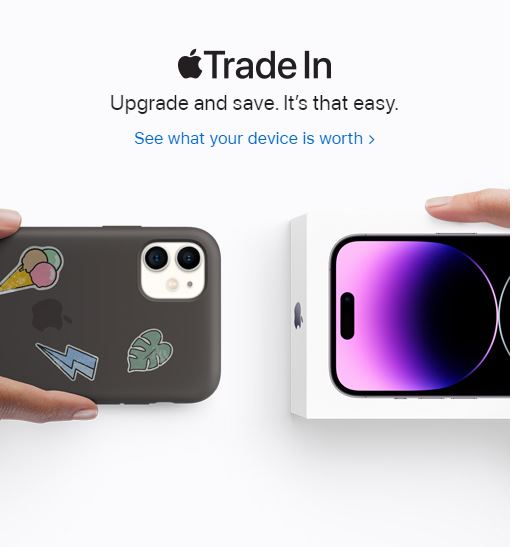 Trade In
Upgrade and save. It’s that easy.
See what your device is worth >